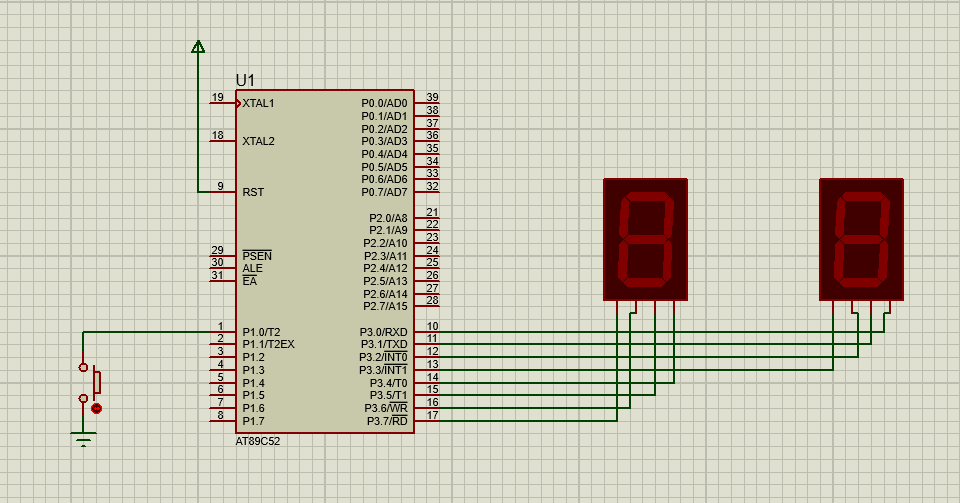 U1
19 XTAL1 P0.0/AD0 39
P0.1/AD1 38
P0.2/AD2 37
18 XTAL2 P0.3/AD3 36
P0.4/AD4 35
P0.5/AD5 34
P0.6/AD6 33
9 RST P0.7/AD7 32
P2.0/A8 21
P2.1/A9 22
P2.2/A10 23
29 PSEN P2.3/A11 24
30 ALE P2.4/A12 25
31 EA P2.5/A13 26
P2.6/A14 27
P2.7/A15 28
1 P1.0/T2 P3.0/RXD 10
2 P1.1/T2EX P3.1/TXD 11
3 P1.2 P3.2/INT0 12
4 P1.3 P3.3/INT1 13
5 P1.4 P3.4/T0 14
6 P1.5 P3.5/T1 15
7 P1.6 P3.6/WR 16
8 P1.7 P3.7/RD 17
AT89C52